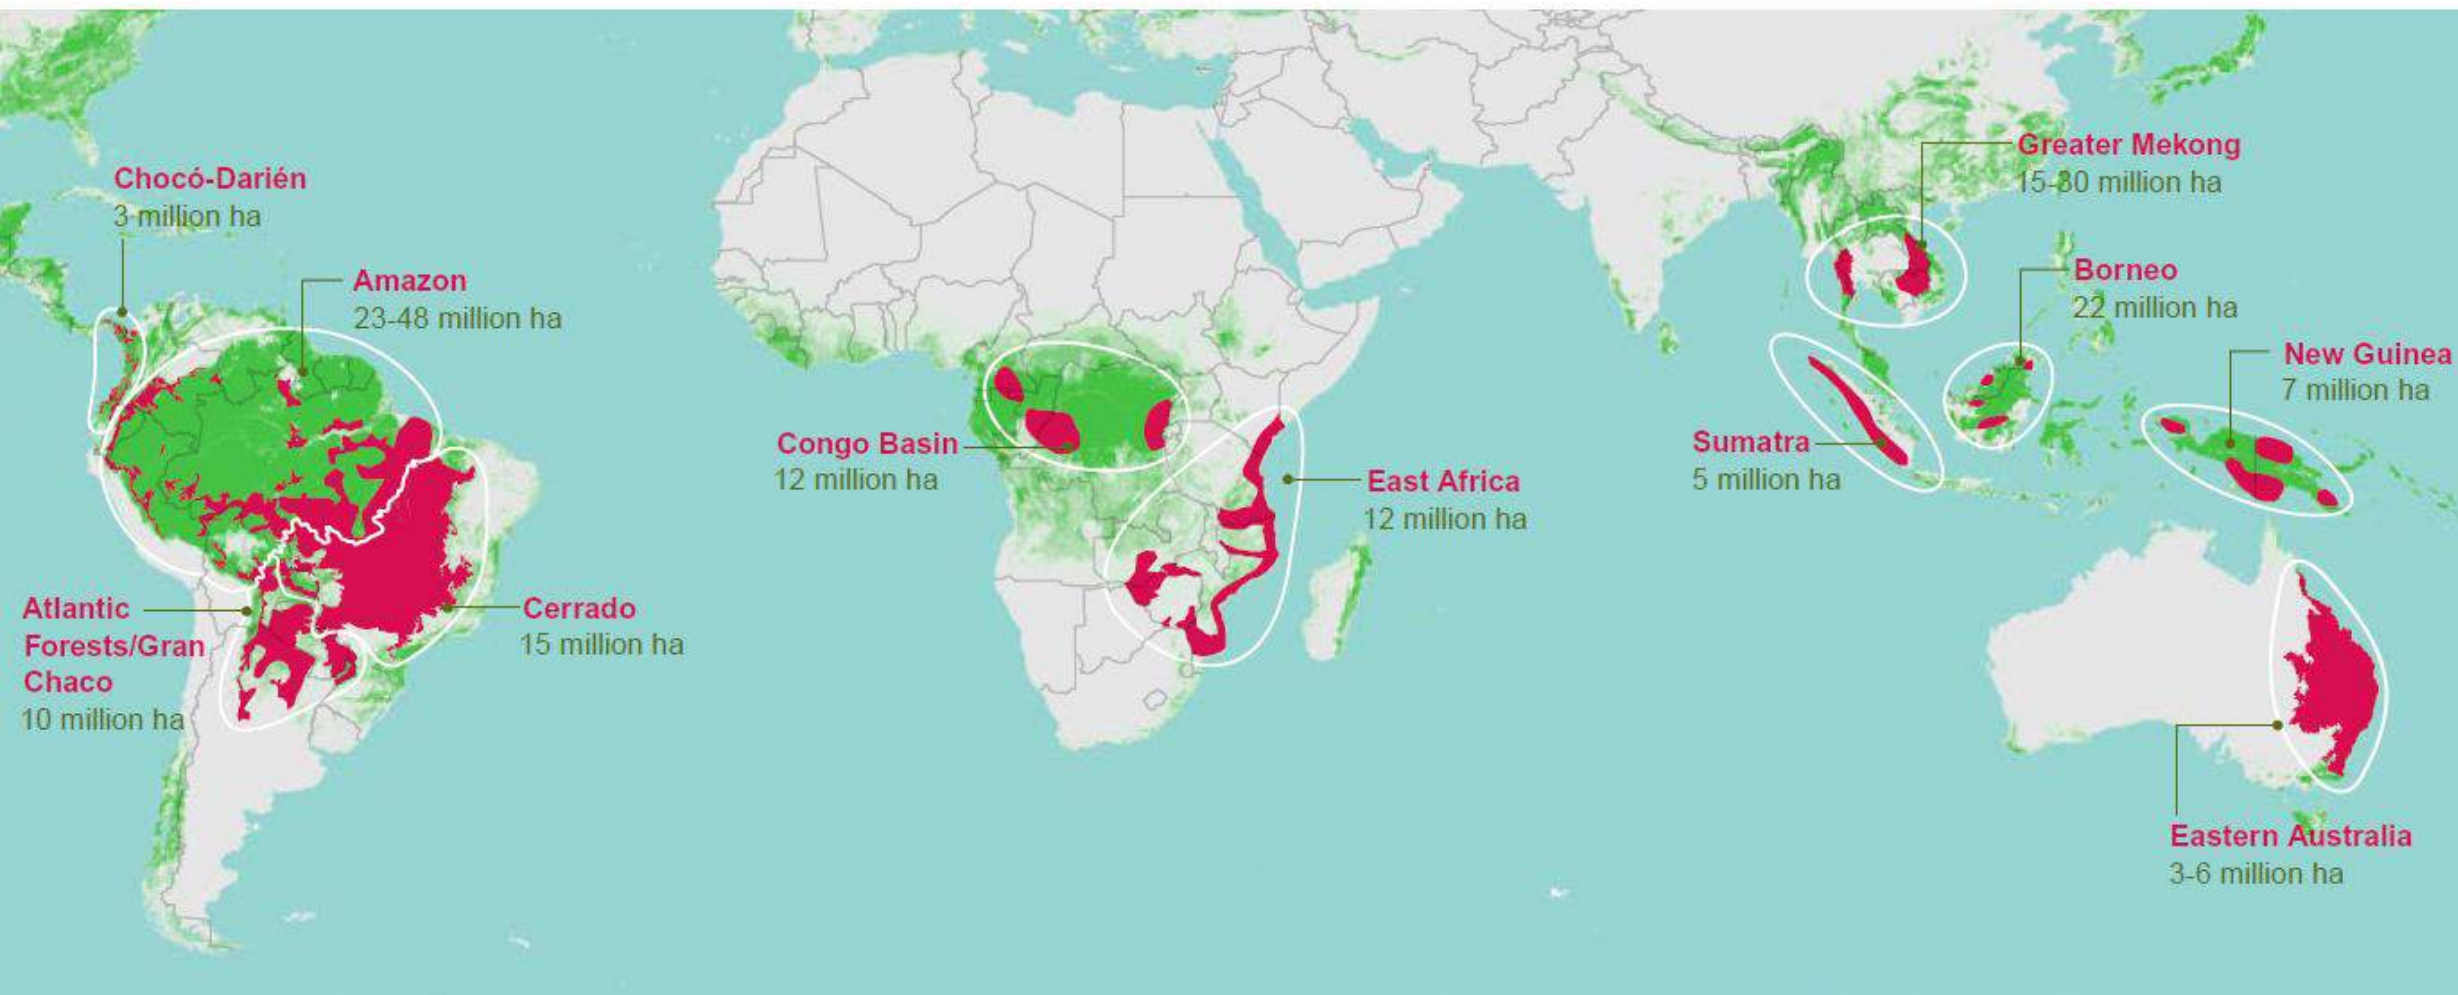 Chocó-Darién
3 million ha
Amazon
23-48 million ha
Atlantic
Forests/Gran
Chaco
10 million ha
Cerrado
15 million ha
Congo Basin
12 million ha
East Africa
12 million ha
Greater Mekong
15-30 million ha
Borneo
22 million ha
New Guinea
7 million ha
Sumatra
5 million ha
Eastern Australia
3-6 million ha